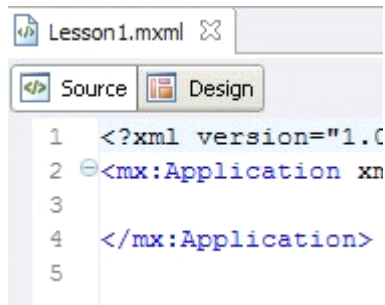 Lesson1.mxml
Source Design
1 <?xml version="1.0
2 <mx:Application xm
3
4 </mx:Application>
5